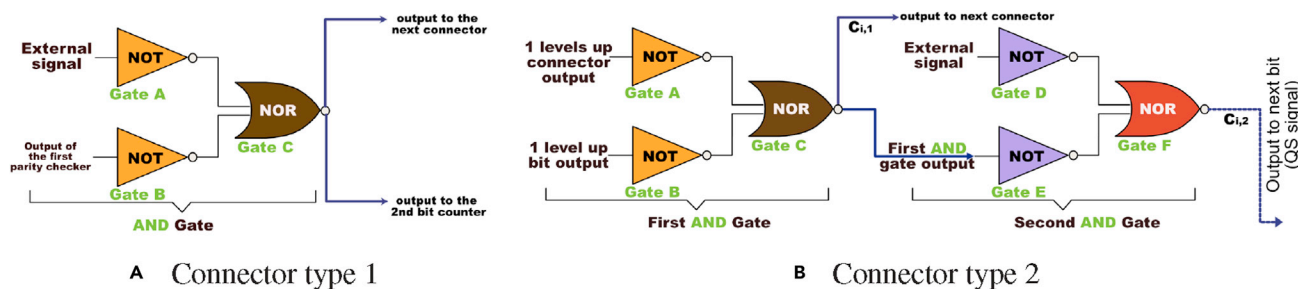 External
signal
NOT
Gate A
NOR
Gate C
Output of
the first
parity checker
NOT
Gate B
AND Gate
output to the
next connector
output to the
2nd bit counter
A Connector type 1
1 levels up
connector
output
NOT
Gate A
1 level up
bit output
NOT
Gate B
NOR
Gate C
First AND Gate
Ci,1
output to next connector
External
signal
NOT
Gate D
First AND
gate output
NOT
Gate E
NOR
Gate F
Second AND Gate
Ci,2
Output to next bit
(QS signal)
B Connector type 2